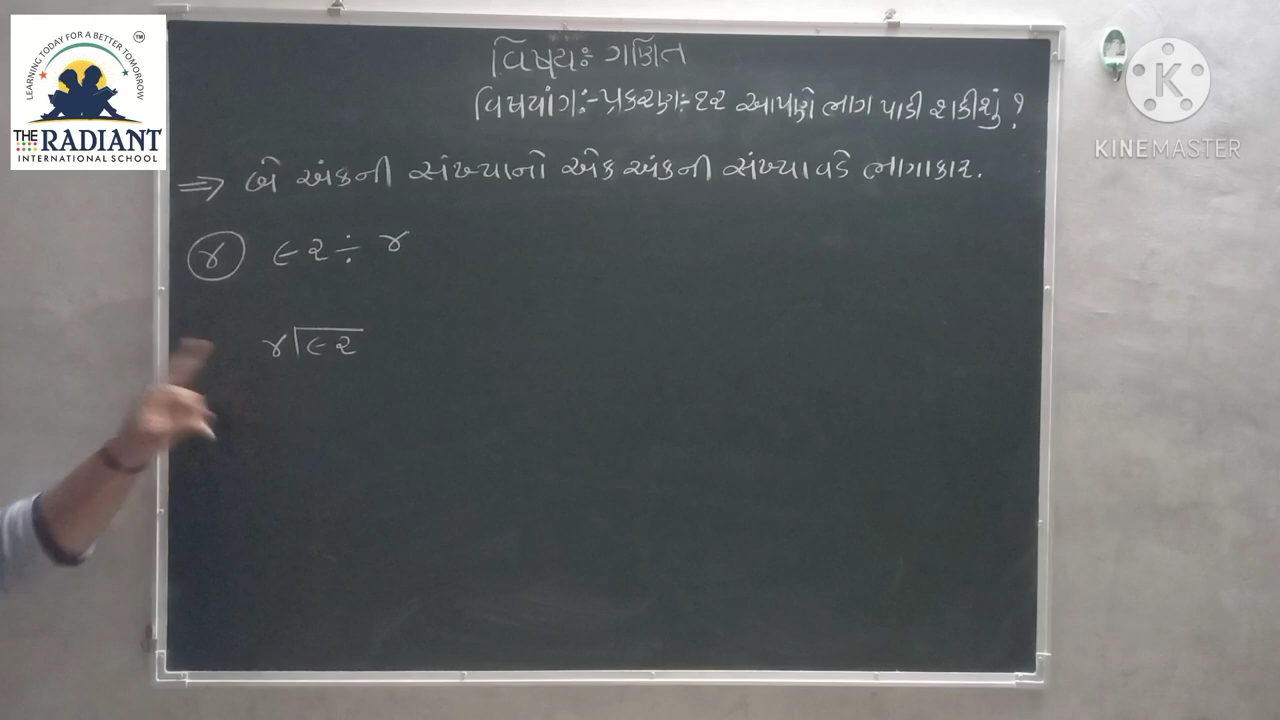 LEARNING TODAY FOR A BETTER TOMORROW
TM
THE RADIANT
INTERNATIONAL SCHOOL
K
KINEMASTER
વિષય:- ગણિત
વિષયાંગ:- પ્રકરણ:- ૧૨ આપણે ભાગ પાડી શકીશું ?
⇒ બે અંકની સંખ્યાનો એક અંકની સંખ્યા વડે ભાગાકાર.
૪ ૯૨ ÷ ૪
૪ ૯૨